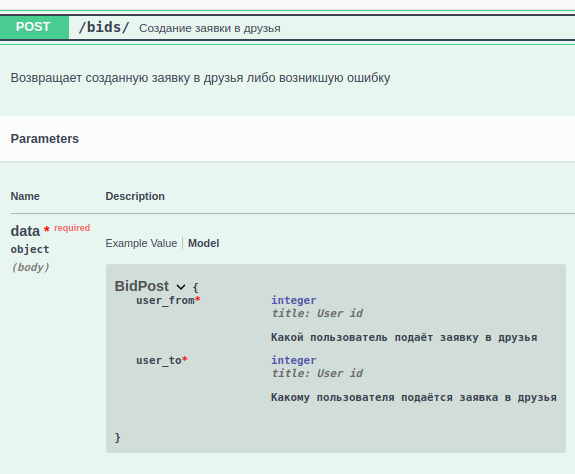 POST /bids/ Создание заявки в друзья
Возвращает созданную заявку в друзья либо возникшую ошибку
Parameters
Name Description
data * required
object
(body)
Example Value Model
BidPost {
user_from* integer
title: User id
Какой пользователь подаёт заявку в друзья
user_to* integer
title: User id
Какому пользователя подаётся заявка в друзья
}